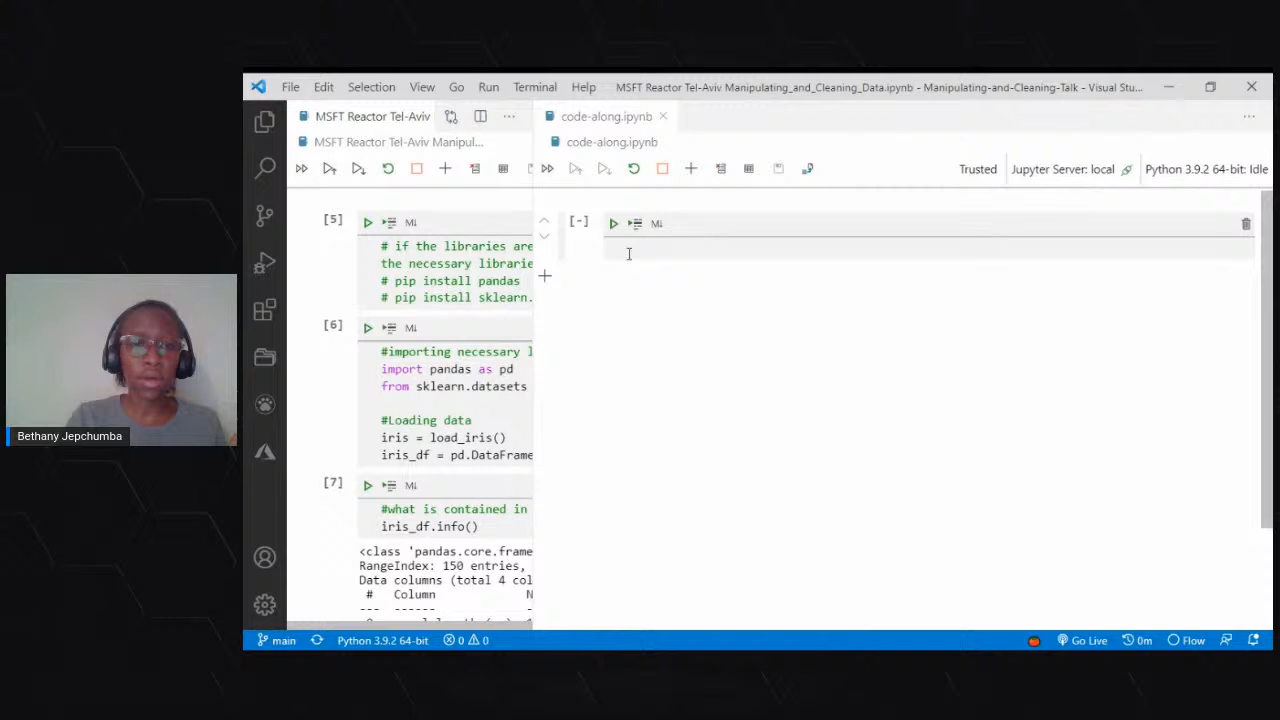 File Edit Selection View Go Run Terminal Help MSFT Reactor Tel-Aviv Manipulating_and_Cleaning_Data.ipynb - Manipulating-and-Cleaning-Talk - Visual Stu...
MSFT Reactor Tel-Aviv
MSFT Reactor Tel-Aviv Manipul...
[5]
M↓
# if the libraries are
the necessary librarie
# pip install pandas
# pip install sklearn.
[6]
M↓
#importing necessary l
import pandas as pd
from sklearn.datasets
#Loading data
iris = load_iris()
iris_df = pd.DataFrame
[7]
M↓
#what is contained in
iris_df.info()
<class 'pandas.core.frame
RangeIndex: 150 entries,
Data columns (total 4 col
# Column N
--- ------ -
code-along.ipynb
code-along.ipynb
Trusted Jupyter Server: local Python 3.9.2 64-bit: Idle
[-]
M↓
Bethany Jepchumba
main Python 3.9.2 64-bit 0 0 Go Live 0m Flow